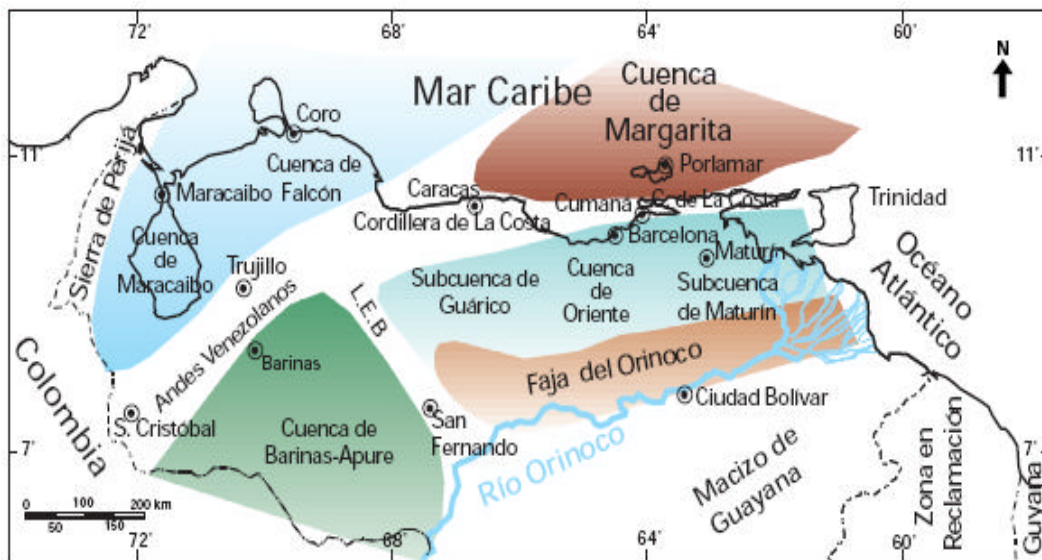 72'
68'
64'
60'
N
Mar Caribe
Cuenca
de
Margarita
Coro
11'
11'
Sierra de Perijá
Cuenca de
Falcón
Maracaibo
Porlamar
Caracas
Cumaná
C. de La Costa
Trinidad
Cordillera de La Costa
Barcelona
Maturín
Cuenca
de
Maracaibo
Trujillo
Subcuenca de
Guárico
Cuenca
de
Oriente
Subcuenca
de Maturín
Océano
Atlántico
L.E.B
Andes Venezolanos
Barinas
Faja del Orinoco
Colombia
S. Cristóbal
San
Fernando
Ciudad Bolívar
Cuenca de
Barinas-Apure
Río Orinoco
Macizo de
Guayana
Zona en
Reclamación
Guyana
7'
7'
0
100
200 km
50
150
72'
64'
60'